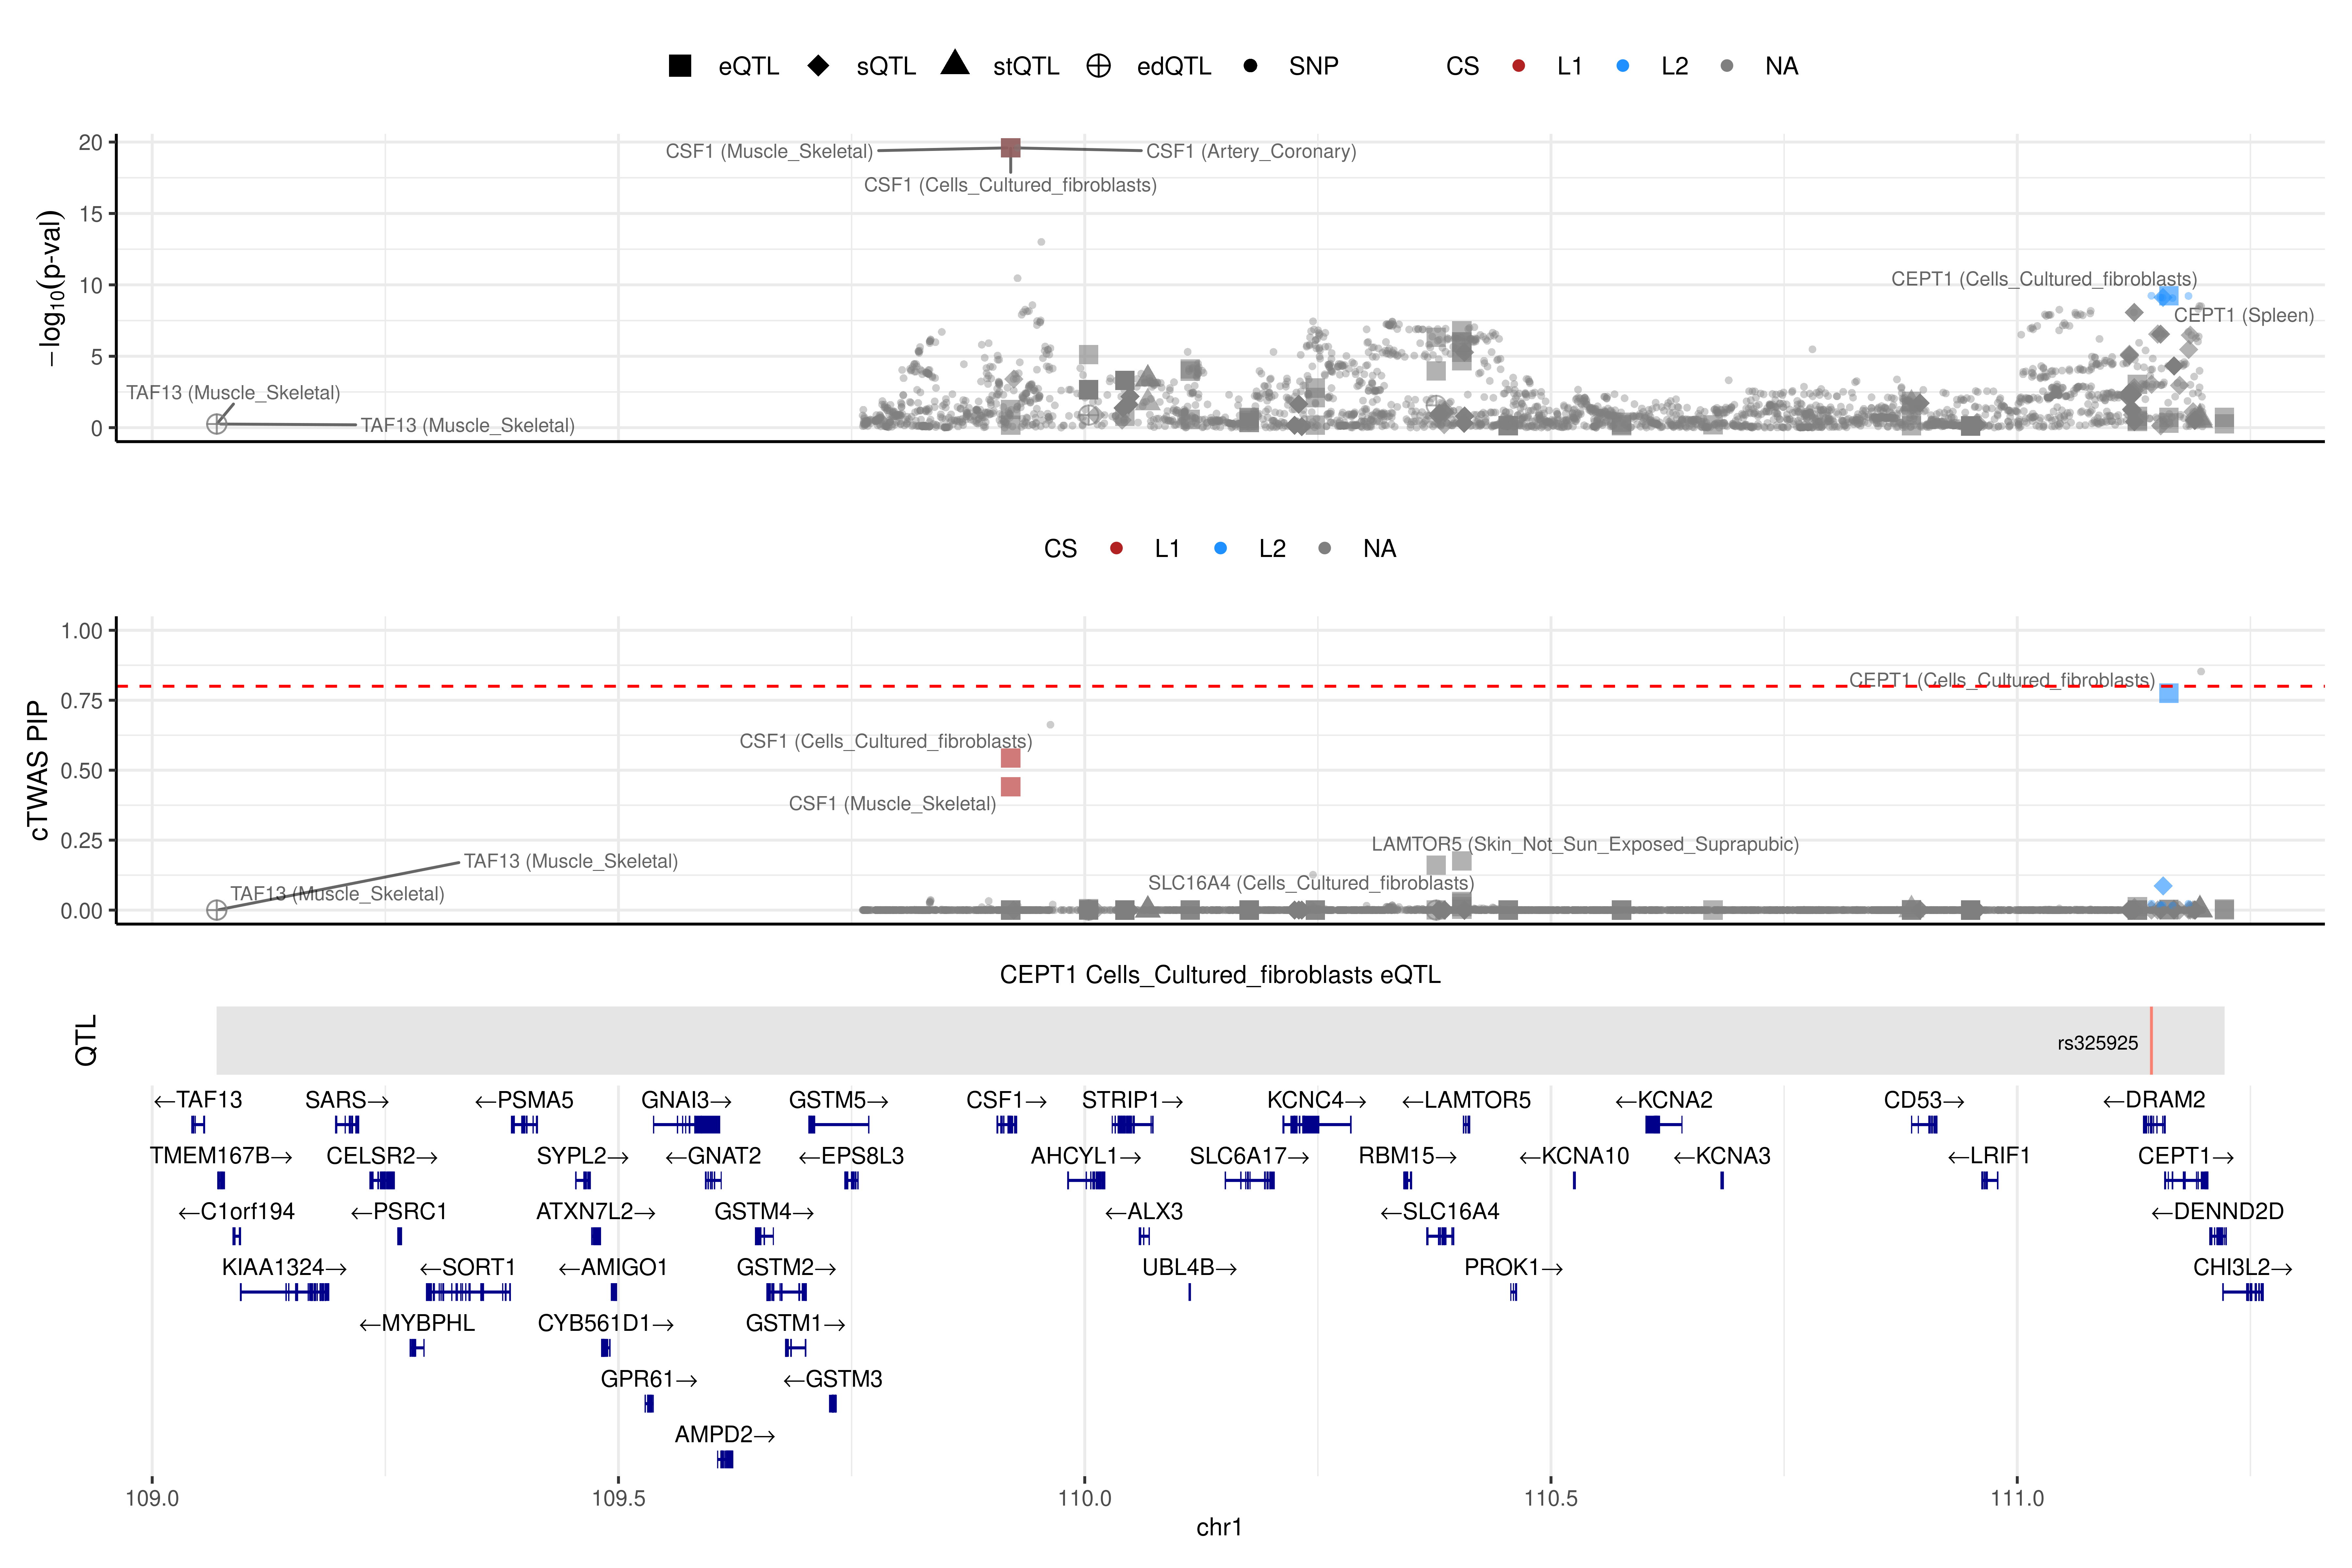 eQTL sQTL stQTL edQTL SNP CS L1 L2 NA
20
15
10
5
0
−log10(p-val)
CSF1 (Muscle_Skeletal)
CSF1 (Artery_Coronary)
CSF1 (Cells_Cultured_fibroblasts)
CEPT1 (Cells_Cultured_fibroblasts)
CEPT1 (Spleen)
TAF13 (Muscle_Skeletal)
TAF13 (Muscle_Skeletal)
CS L1 L2 NA
1.00
0.75
0.50
0.25
0.00
cTWAS PIP
CEPT1 (Cells_Cultured_fibroblasts)
CSF1 (Cells_Cultured_fibroblasts)
CSF1 (Muscle_Skeletal)
LAMTOR5 (Skin_Not_Sun_Exposed_Suprapubic)
TAF13 (Muscle_Skeletal)
SLC16A4 (Cells_Cultured_fibroblasts)
TAF13 (Muscle_Skeletal)
CEPT1 Cells_Cultured_fibroblasts eQTL
QTL
rs325925
←TAF13 SARS→ ←PSMA5 GNAI3→ GSTM5→ CSF1→ STRIP1→ KCNC4→ ←LAMTOR5 ←KCNA2 CD53→ ←DRAM2
TMEM167B→ CELSR2→ SYPL2→ ←GNAT2 ←EPS8L3 AHCYL1→ SLC6A17→ RBM15→ ←KCNA10 ←KCNA3 ←LRIF1 CEPT1→
←C1orf194 ←PSRC1 ATXN7L2→ GSTM4→ ←ALX3 ←SLC16A4 ←DENND2D
KIAA1324→ ←SORT1 ←AMIGO1 GSTM2→ UBL4B→ PROK1→ CHI3L2→
←MYBPHL CYB561D1→ GSTM1→
GPR61→ ←GSTM3
AMPD2→
109.0 109.5 110.0 110.5 111.0
chr1